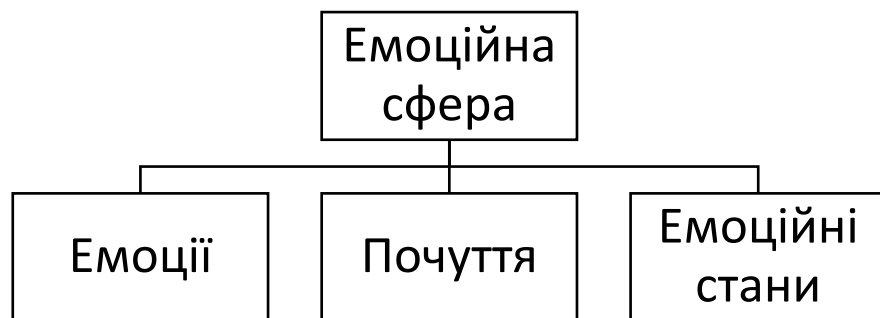 Емоційна
сфера
Емоції
Почуття
Емоційні
стани